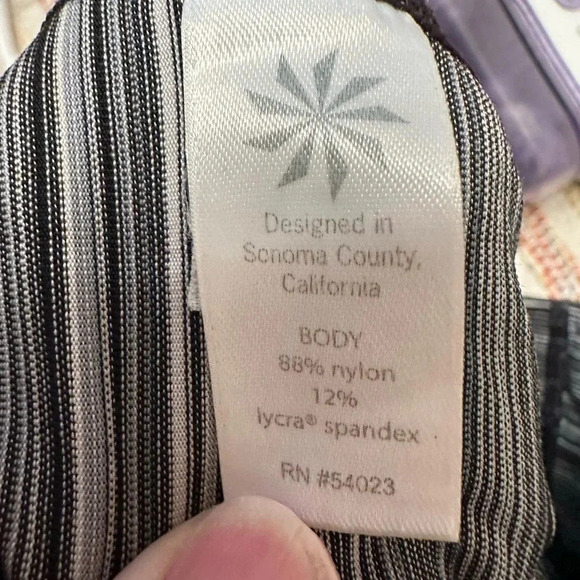 Designed in
Sonoma County,
California
BODY
88% nylon
12%
lycra® spandex
RN #54023